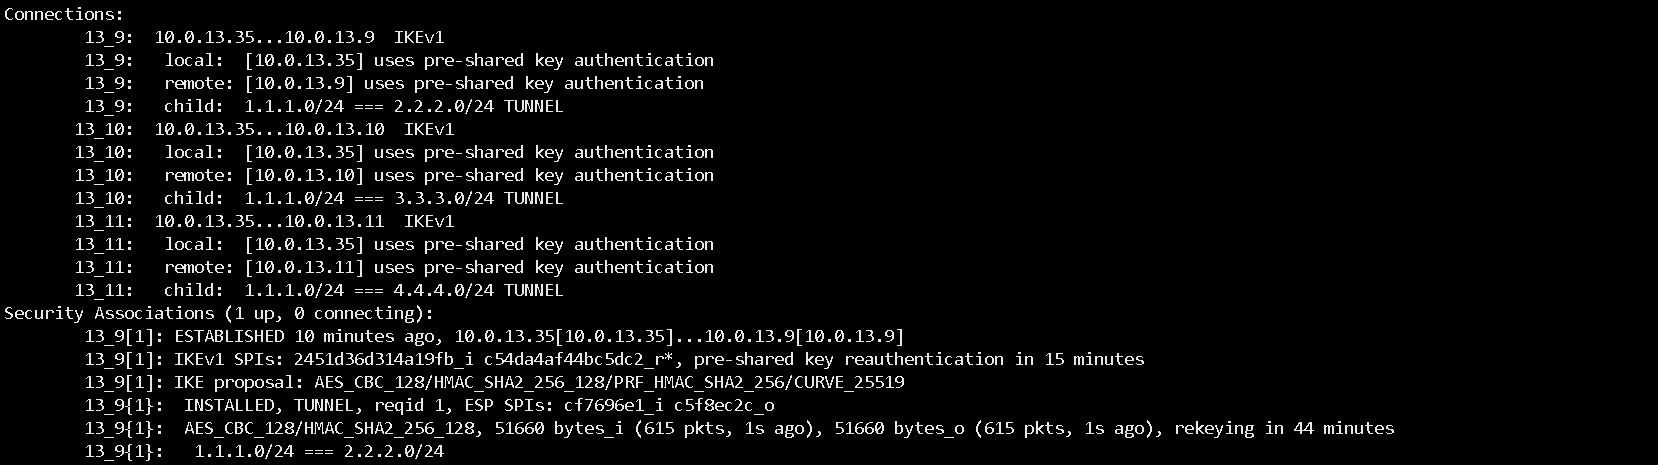 Connections:
13_9:  10.0.13.35...10.0.13.9  IKEv1
13_9:   local:  [10.0.13.35] uses pre-shared key authentication
13_9:   remote: [10.0.13.9] uses pre-shared key authentication
13_9:   child:  1.1.1.0/24 === 2.2.2.0/24 TUNNEL
13_10:  10.0.13.35...10.0.13.10  IKEv1
13_10:   local:  [10.0.13.35] uses pre-shared key authentication
13_10:   remote: [10.0.13.10] uses pre-shared key authentication
13_10:   child:  1.1.1.0/24 === 3.3.3.0/24 TUNNEL
13_11:  10.0.13.35...10.0.13.11  IKEv1
13_11:   local:  [10.0.13.35] uses pre-shared key authentication
13_11:   remote: [10.0.13.11] uses pre-shared key authentication
13_11:   child:  1.1.1.0/24 === 4.4.4.0/24 TUNNEL
Security Associations (1 up, 0 connecting):
13_9[1]: ESTABLISHED 10 minutes ago, 10.0.13.35[10.0.13.35]...10.0.13.9[10.0.13.9]
13_9[1]: IKEv1 SPIs: 2451d36d314a19fb_i c54da4af44bc5dc2_r*, pre-shared key reauthentication in 15 minutes
13_9[1]: IKE proposal: AES_CBC_128/HMAC_SHA2_256_128/PRF_HMAC_SHA2_256/CURVE_25519
13_9{1}:  INSTALLED, TUNNEL, reqid 1, ESP SPIs: cf7696e1_i c5f8ec2c_o
13_9{1}:  AES_CBC_128/HMAC_SHA2_256_128, 51660 bytes_i (615 pkts, 1s ago), 51660 bytes_o (615 pkts, 1s ago), rekeying in 44 minutes
13_9{1}:   1.1.1.0/24 === 2.2.2.0/24